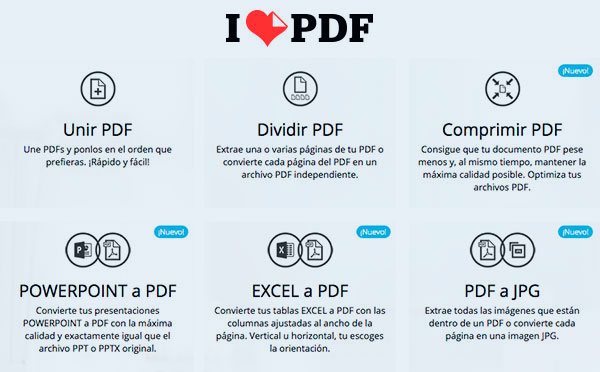 I PDF
Unir PDF
Une PDFs y ponlos en el orden que
prefieras. ¡Rápido y fácil!
Dividir PDF
Extrae una o varias páginas de tu PDF o
convierte cada página del PDF en un
archivo PDF independiente.
¡Nuevo!
Comprimir PDF
Consigue que tu documento PDF pese
menos y, al mismo tiempo, mantener la
máxima calidad posible. Optimiza tus
archivos PDF.
¡Nuevo!
P
POWERPOINT a PDF
Convierte tus presentaciones
POWERPOINT a PDF con la máxima
calidad y exactamente igual que el
archivo PPT o PPTX original.
¡Nuevo!
X
EXCEL a PDF
Convierte tus tablas EXCEL a PDF con las
columnas ajustadas al ancho de la
página. Vertical u horizontal, tu escoges
la orientación.
¡Nuevo!
PDF a JPG
Extrae todas las imágenes que están
dentro de un PDF o convierte cada
página en una imagen JPG.